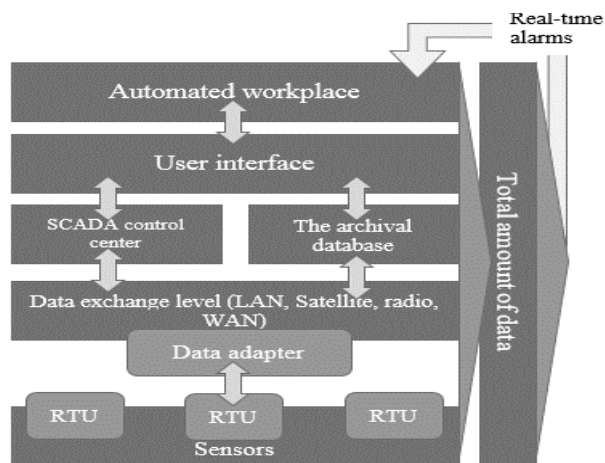 Real-time
alarms
Automated workplace
User interface
SCADA control
center
The archival
database
Data exchange level (LAN, Satellite, radio,
WAN)
Data adapter
RTU
RTU
RTU
Sensors
Total amount of data